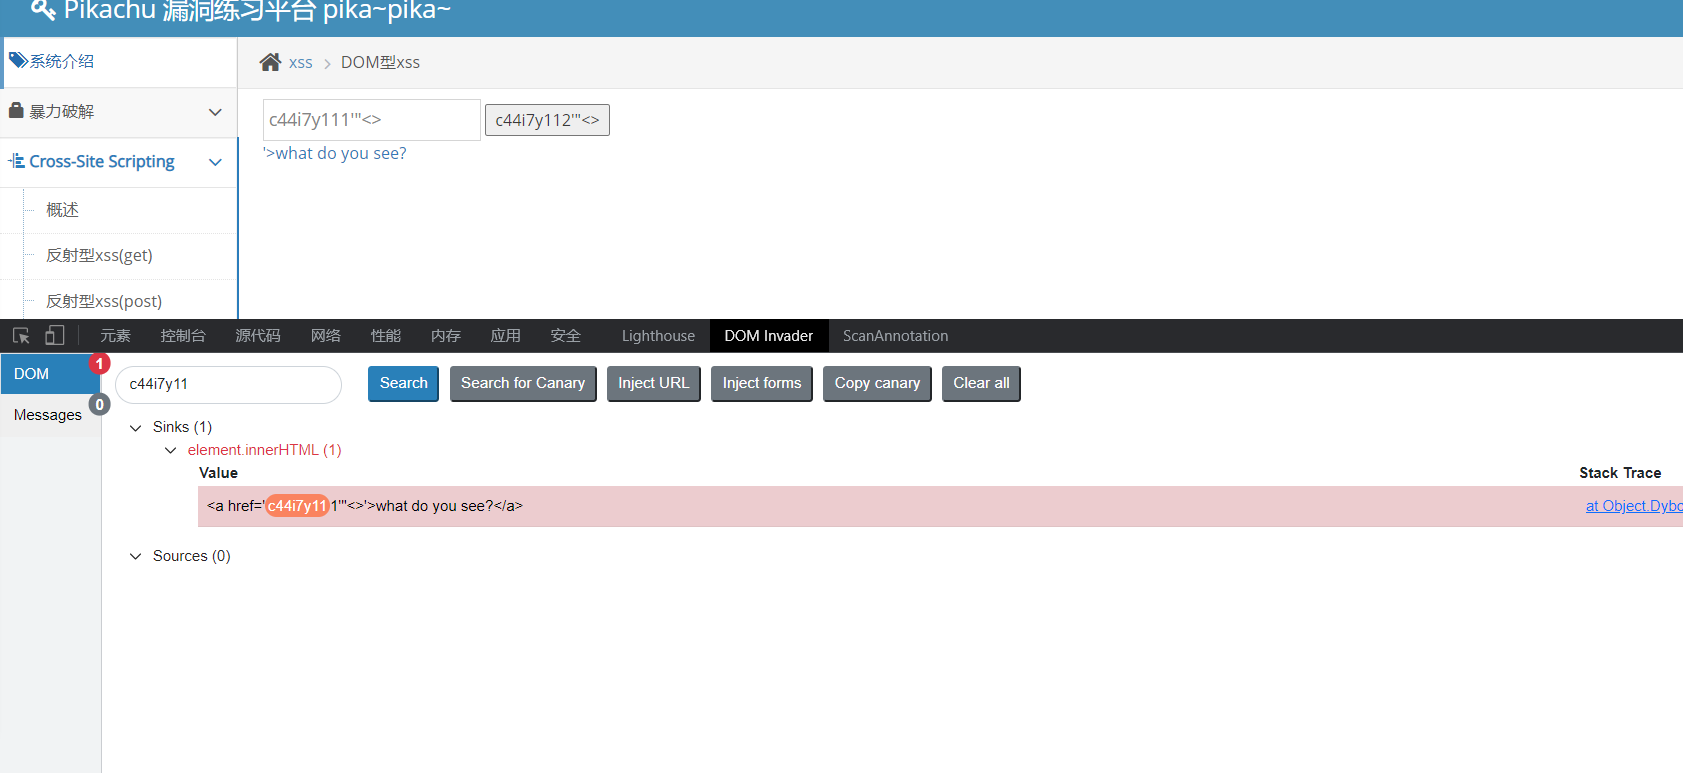 Pikachu 漏洞练习平台 pika~pika~
系统介绍
xss > DOM型xss
暴力破解
c44i7y111'"<>
c44i7y112'"<>
'>what do you see?
Cross-Site Scripting
概述
反射型xss(get)
反射型xss(post)
元素 控制台 源代码 网络 性能 内存 应用 安全 Lighthouse DOM Invader ScanAnnotation
DOM 1
c44i7y11 Search Search for Canary Inject URL Inject forms Copy canary Clear all
Messages 0
Sinks (1)
element.innerHTML (1)
Value Stack Trace
<a href='c44i7y111'"<>'>what do you see?</a> at Object.Dybo
Sources (0)